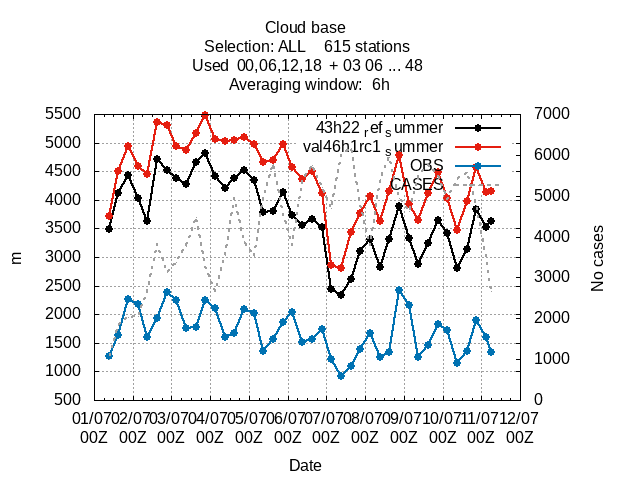 Cloud base
Selection: ALL 615 stations
Used 00,06,12,18 + 03 06 ... 48
Averaging window: 6h
43h22ᵣefₛummer
val46h1rc1ₛummer
OBS
CASES
5500
5000
4500
4000
3500
3000
2500
2000
1500
1000
500
m
7000
6000
5000
4000
3000
2000
1000
0
No cases
01/07 02/07 03/07 04/07 05/07 06/07 07/07 08/07 09/07 10/07 11/07 12/07
00Z 00Z 00Z 00Z 00Z 00Z 00Z 00Z 00Z 00Z 00Z 00Z
Date